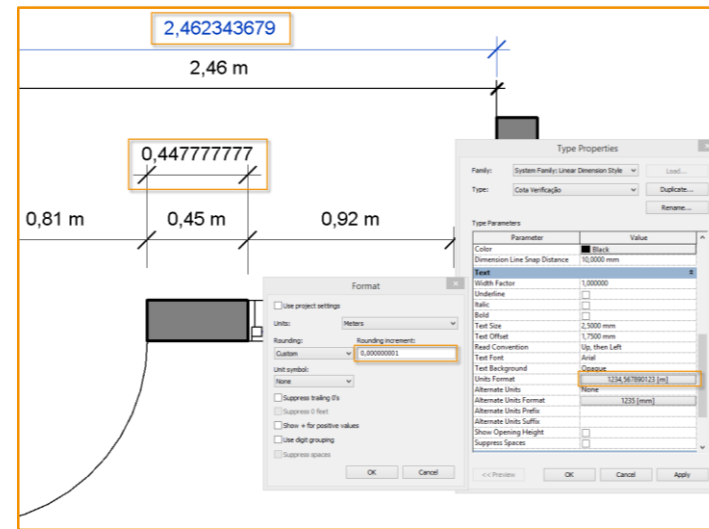 2,462343679
2,46 m
0,447777777
0,81 m 0,45 m 0,92 m
Type Properties
Family: System Family: Linear Dimension Style Load...
Type: Cota Verificação Duplicate...
Rename...
Type Parameters
Parameter Value
Color Black
Dimension Line Snap Distance 10,0000 mm
Text
Width Factor 1,000000
Underline
Italic
Bold
Text Size 2,5000 mm
Text Offset 1,7500 mm
Read Convention Up, then Left
Text Font Arial
Text Background Opaque
Units Format 1234,567890123 [m]
Alternate Units None
Alternate Units Format 1235 [mm]
Alternate Units Prefix
Alternate Units Suffix
Show Opening Height
Suppress Spaces
<< Preview OK Cancel Apply
Format
Use project settings
Units: Meters
Rounding: Rounding increment:
Custom 0,000000001
Unit symbol:
None
Suppress trailing 0's
Suppress 0 feet
Show + for positive values
Use digit grouping
Suppress spaces
OK Cancel